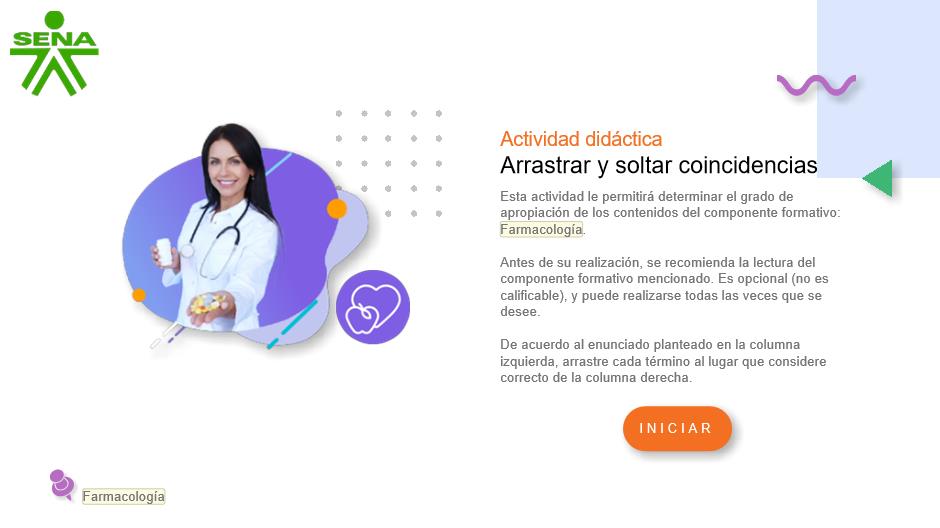 SENA
Actividad didáctica
Arrastrar y soltar coincidencias
Esta actividad le permitirá determinar el grado de
apropiación de los contenidos del componente formativo:
Farmacología.
Antes de su realización, se recomienda la lectura del
componente formativo mencionado. Es opcional (no es
calificable), y puede realizarse todas las veces que se
desee.
De acuerdo al enunciado planteado en la columna
izquierda, arrastre cada término al lugar que considere
correcto de la columna derecha.
INICIAR
Farmacología